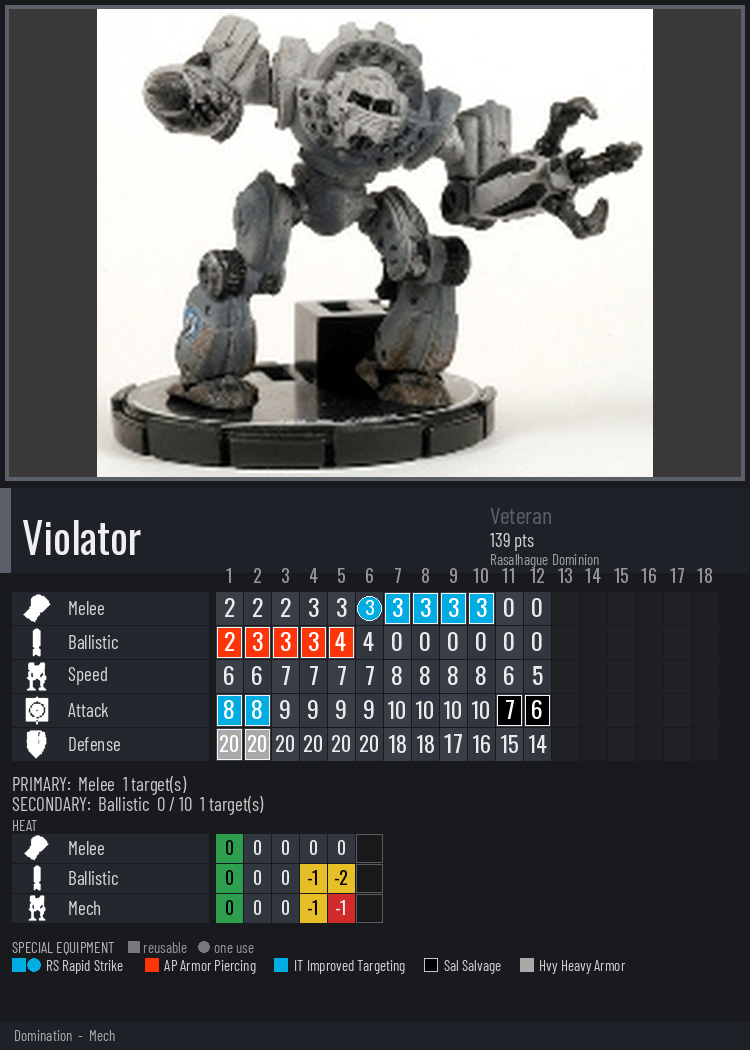 Violator
Veteran
139 pts
Rasalhague Dominion
1 2 3 4 5 6 7 8 9 10 11 12 13 14 15 16 17 18
Melee 2 2 2 3 3 3 3 3 3 3 0 0
Ballistic 2 3 3 3 4 4 0 0 0 0 0 0
Speed 6 6 7 7 7 7 8 8 8 8 6 5
Attack 8 8 9 9 9 9 10 10 10 10 7 6
Defense 20 20 20 20 20 20 18 18 17 16 15 14
PRIMARY: Melee 1 target(s)
SECONDARY: Ballistic 0 / 10 1 target(s)
HEAT
Melee 0 0 0 0 0
Ballistic 0 0 0 -1 -2
Mech 0 0 0 -1 -1
SPECIAL EQUIPMENT reusable one use
RS Rapid Strike AP Armor Piercing IT Improved Targeting Sal Salvage Hvy Heavy Armor
Domination - Mech